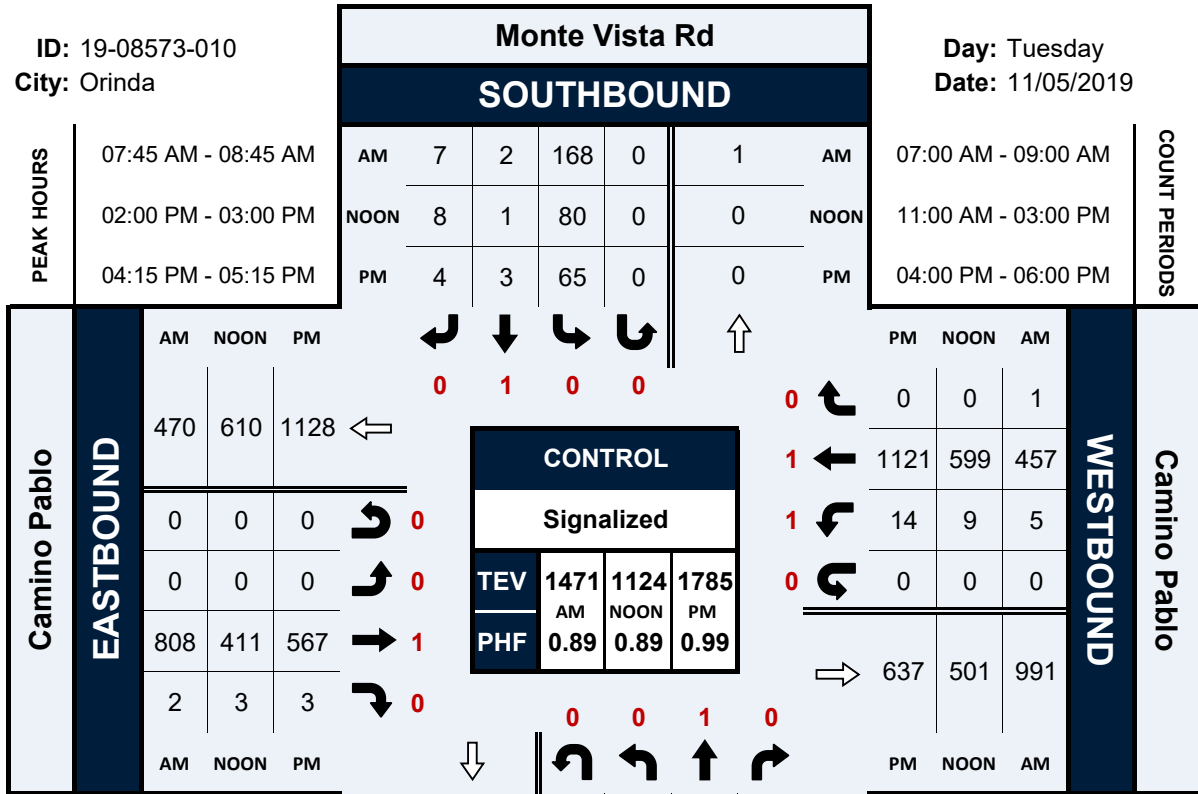 ID: 19-08573-010
City: Orinda
Monte Vista Rd
SOUTHBOUND
Day: Tuesday
Date: 11/05/2019
PEAK HOURS
07:45 AM - 08:45 AM
02:00 PM - 03:00 PM
04:15 PM - 05:15 PM
AM 7 2 168 0 1 AM
NOON 8 1 80 0 0 NOON
PM 4 3 65 0 0 PM
07:00 AM - 09:00 AM
11:00 AM - 03:00 PM
04:00 PM - 06:00 PM
COUNT PERIODS
0 1 0 0
Camino Pablo
EASTBOUND
AM NOON PM
470 610 1128
0 0 0 0
0 0 0 0
808 411 567 1
2 3 3 0
AM NOON PM
CONTROL
Signalized
TEV 1471 1124 1785
AM NOON PM
PHF 0.89 0.89 0.99
PM NOON AM
0 0 0 1
1 1121 599 457
1 14 9 5
0 0 0 0
637 501 991
PM NOON AM
WESTBOUND
Camino Pablo
0 0 1 0